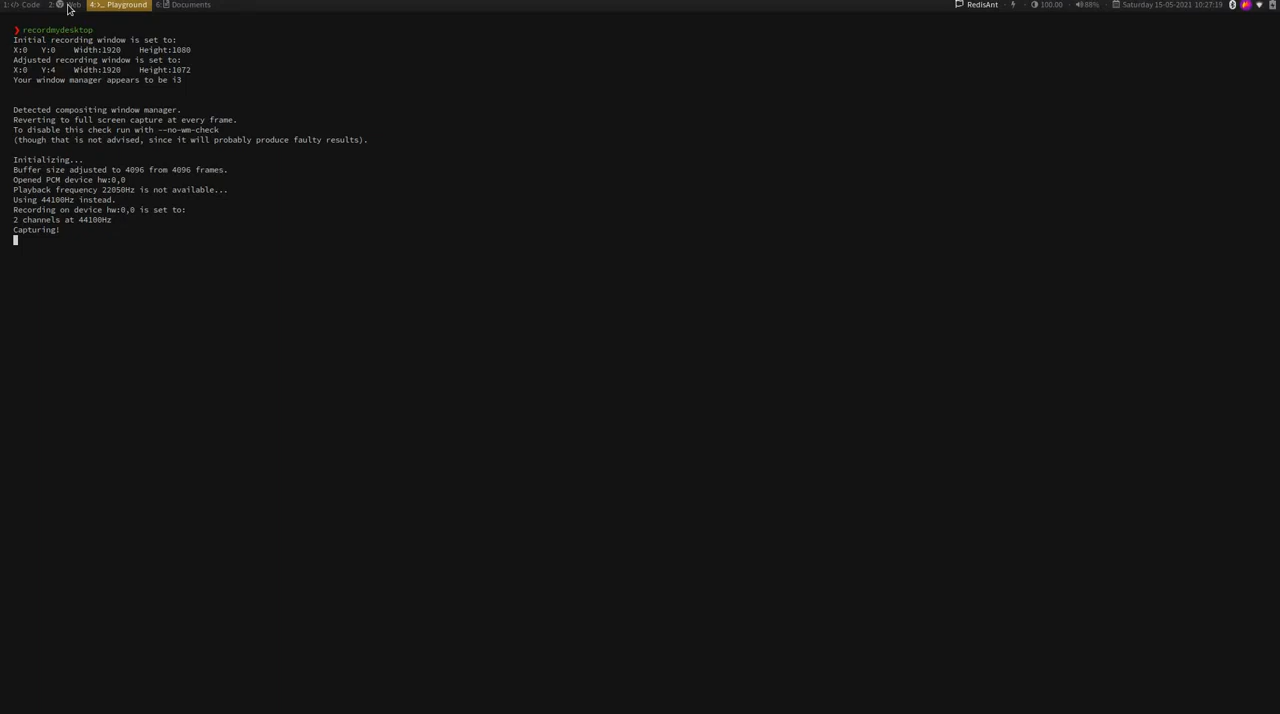 1: </> Code 2: Web 4:>_ Playground 6: Documents RedisAnt 100.00 88% Saturday 15-05-2021 10:27:19
❯ recordmydesktop
Initial recording window is set to:
X:0 Y:0 Width:1920 Height:1080
Adjusted recording window is set to:
X:0 Y:4 Width:1920 Height:1072
Your window manager appears to be i3
Detected compositing window manager.
Reverting to full screen capture at every frame.
To disable this check run with --no-wm-check
(though that is not advised, since it will probably produce faulty results).
Initializing...
Buffer size adjusted to 4096 from 4096 frames.
Opened PCM device hw:0,0
Playback frequency 22050Hz is not available...
Using 44100Hz instead.
Recording on device hw:0,0 is set to:
2 channels at 44100Hz
Capturing!